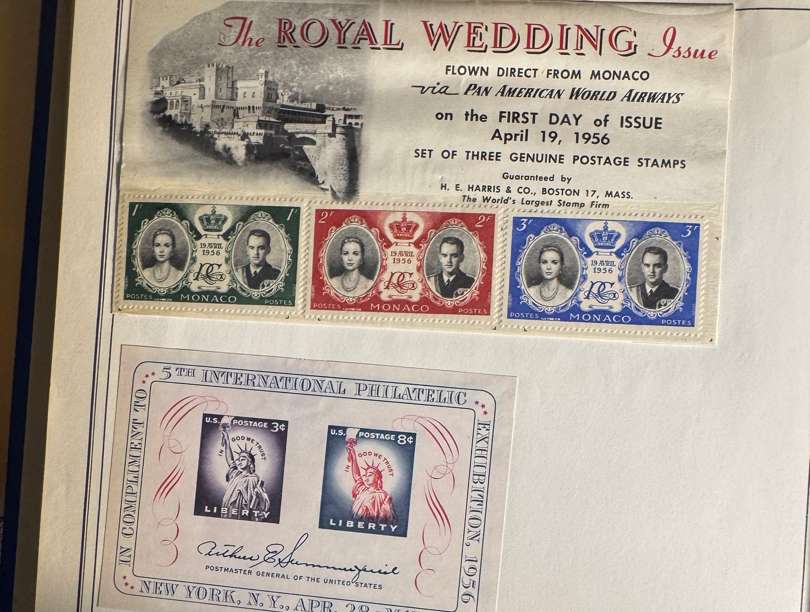 The ROYAL WEDDING Issue
FLOWN DIRECT FROM MONACO
via PAN AMERICAN WORLD AIRWAYS
on the FIRST DAY of ISSUE
April 19, 1956
SET OF THREE GENUINE POSTAGE STAMPS
Guaranteed by
H. E. HARRIS & CO., BOSTON 17, MASS.
The World's Largest Stamp Firm
1F 1F
19 AVRIL
1956
POSTES MONACO POSTES
2F 2F
19 AVRIL
1956
POSTES MONACO POSTES
3F 3F
19 AVRIL
1956
POSTES MONACO POSTES
5TH INTERNATIONAL PHILATELIC
IN COMPLIMENT TO
EXHIBITION, 1956
U.S. POSTAGE 3¢
IN GOD WE TRUST
LIBERTY
U.S. POSTAGE 8¢
IN GOD WE TRUST
LIBERTY
Arthur E Summerfield
POSTMASTER GENERAL OF THE UNITED STATES
NEW YORK, N.Y., APR. 28